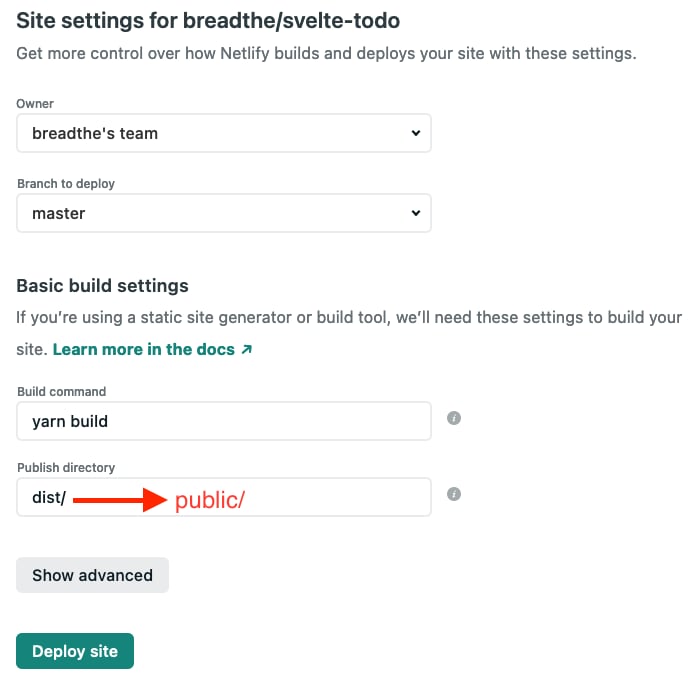 Site settings for breadthe/svelte-todo
Get more control over how Netlify builds and deploys your site with these settings.
Owner
breadthe's team
Branch to deploy
master
Basic build settings
If you’re using a static site generator or build tool, we’ll need these settings to build your
site. Learn more in the docs ↗
Build command
yarn build
i
Publish directory
dist/ public/
i
Show advanced
Deploy site